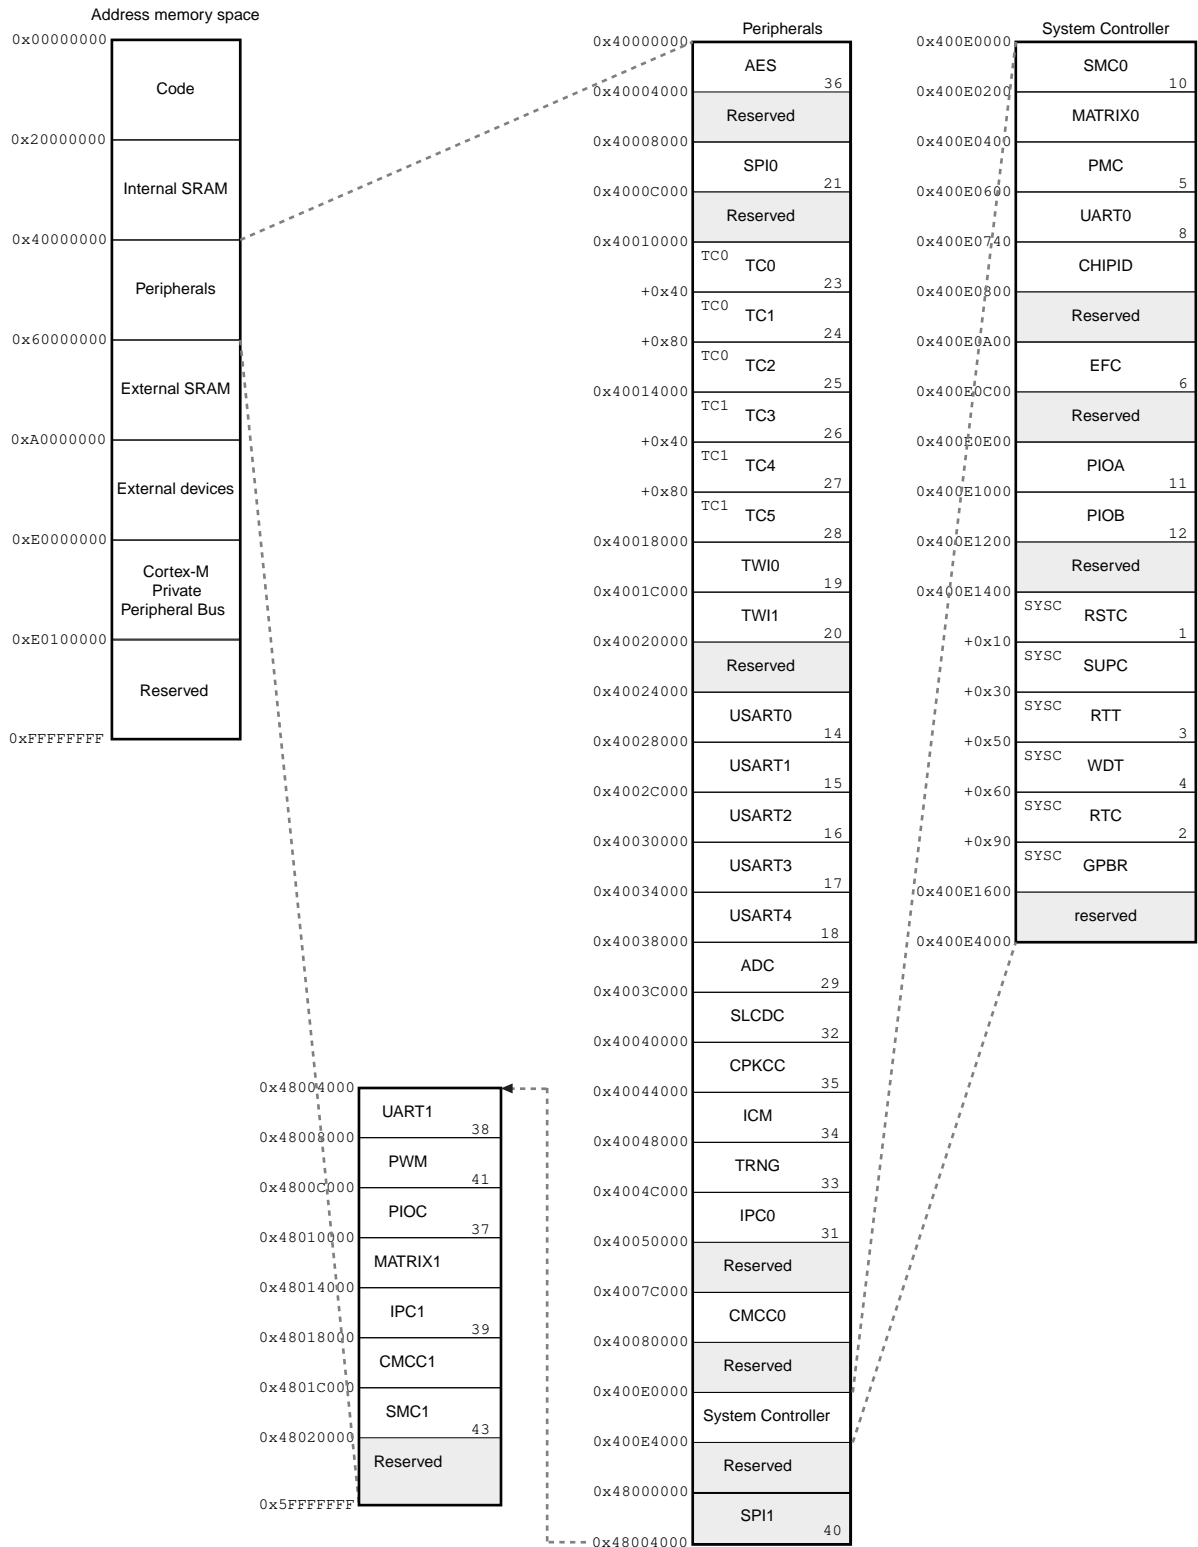 Address memory space
0x00000000
Code
0x20000000
Internal SRAM
0x40000000
Peripherals
0x60000000
External SRAM
0xA0000000
External devices
0xE0000000
Cortex-M
Private
Peripheral Bus
0xE0100000
Reserved
0xFFFFFFFF
0x48004000
UART1
38
0x48008000
PWM
41
0x4800C000
PIOC
37
0x48010000
MATRIX1
0x48014000
IPC1
39
0x48018000
CMCC1
0x4801C000
SMC1
43
0x48020000
Reserved
0x5FFFFFFF
Peripherals
0x40000000
AES
36
0x40004000
Reserved
0x40008000
SPI0
21
0x4000C000
Reserved
0x40010000
TC0
TC0
23
+0x40
TC0
TC1
24
+0x80
TC0
TC2
25
0x40014000
TC1
TC3
26
+0x40
TC1
TC4
27
+0x80
TC1
TC5
28
0x40018000
TWI0
19
0x4001C000
TWI1
20
0x40020000
Reserved
0x40024000
USART0
14
0x40028000
USART1
15
0x4002C000
USART2
16
0x40030000
USART3
17
0x40034000
USART4
18
0x40038000
ADC
29
0x4003C000
SLCDC
32
0x40040000
CPKCC
35
0x40044000
ICM
34
0x40048000
TRNG
33
0x4004C000
IPC0
31
0x40050000
Reserved
0x4007C000
CMCC0
0x40080000
Reserved
0x400E0000
System Controller
0x400E4000
Reserved
0x48000000
SPI1
40
0x48004000
System Controller
0x400E0000
SMC0
10
0x400E0200
MATRIX0
0x400E0400
PMC
5
0x400E0600
UART0
8
0x400E0740
CHIPID
0x400E0800
Reserved
0x400E0A00
EFC
6
0x400E0C00
Reserved
0x400E0E00
PIOA
11
0x400E1000
PIOB
12
0x400E1200
Reserved
0x400E1400
SYSC
RSTC
1
+0x10
SYSC
SUPC
+0x30
SYSC
RTT
3
+0x50
SYSC
WDT
4
+0x60
SYSC
RTC
2
+0x90
SYSC
GPBR
0x400E1600
reserved
0x400E4000